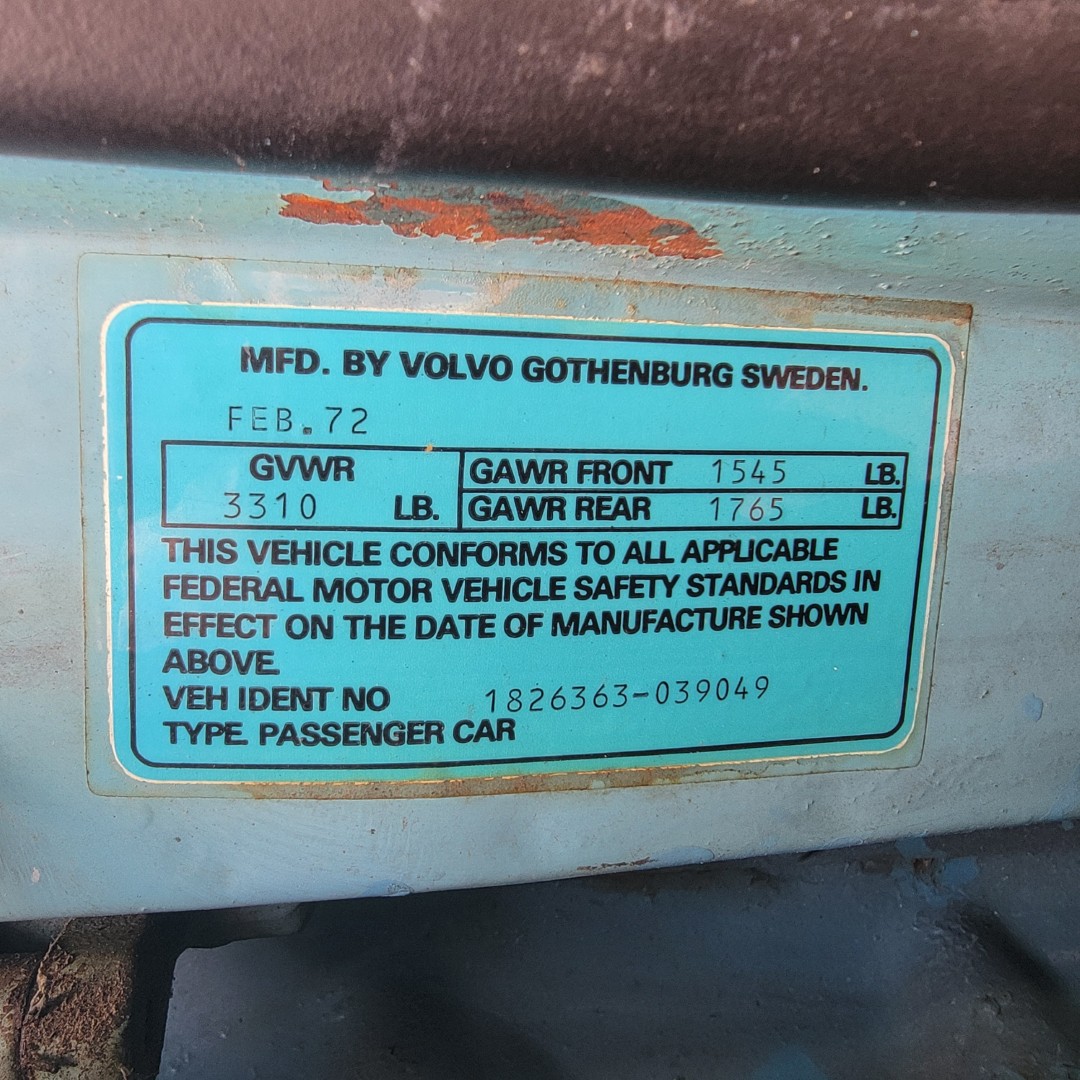 MFD. BY VOLVO GOTHENBURG SWEDEN.
FEB.72
GVWR
3310 LB.
GAWR FRONT 1545 LB.
GAWR REAR 1765 LB.
THIS VEHICLE CONFORMS TO ALL APPLICABLE
FEDERAL MOTOR VEHICLE SAFETY STANDARDS IN
EFFECT ON THE DATE OF MANUFACTURE SHOWN
ABOVE.
VEH IDENT NO 1826363-039049
TYPE. PASSENGER CAR